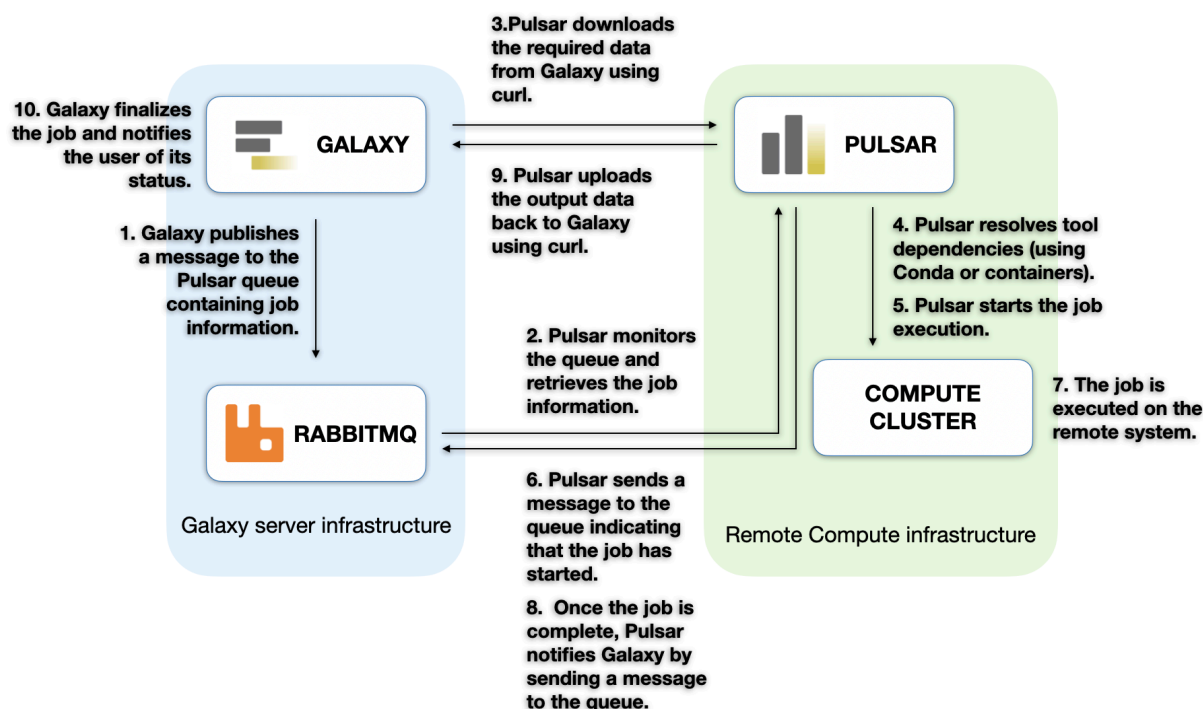 3.Pulsar downloads
the required data
from Galaxy using
curl.
10. Galaxy finalizes
the job and notifies
the user of its
status.
GALAXY
PULSAR
9. Pulsar uploads
the output data
back to Galaxy
using curl.
1. Galaxy publishes
a message to the
Pulsar queue
containing job
information.
4. Pulsar resolves tool
dependencies (using
Conda or containers).
5. Pulsar starts the job
execution.
2. Pulsar monitors
the queue and
retrieves the job
information.
COMPUTE
CLUSTER
7. The job is
executed on the
remote system.
RABBITMQ
6. Pulsar sends a
message to the
queue indicating
that the job has
started.
Galaxy server infrastructure
Remote Compute infrastructure
8. Once the job is
complete, Pulsar
notifies Galaxy by
sending a message
to the queue.